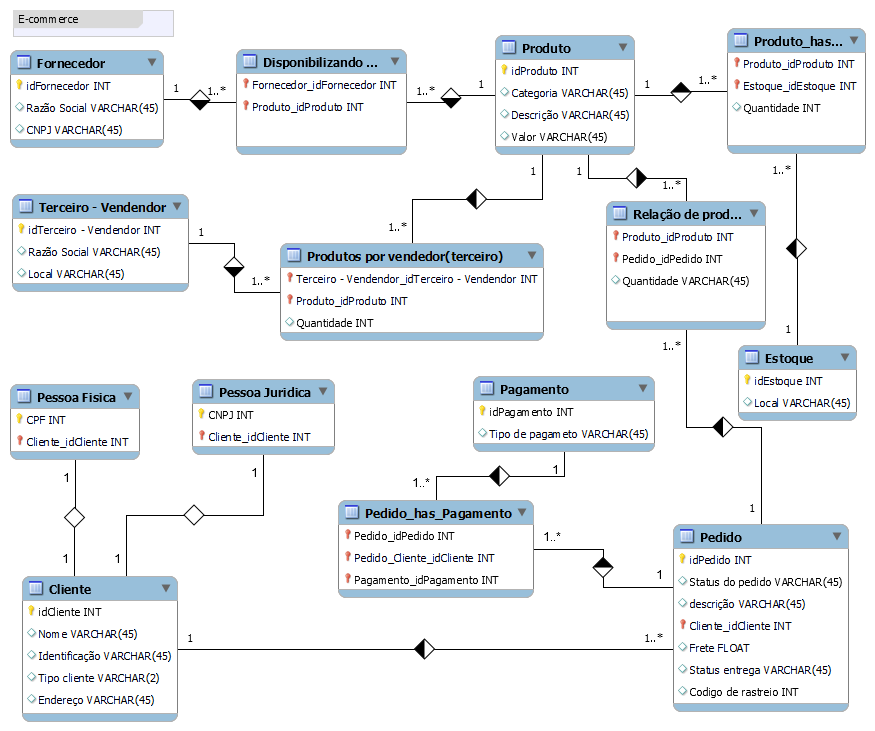 E-commerce
Fornecedor
idFornecedor INT
Razão Social VARCHAR(45)
CNPJ VARCHAR(45)
1
1..*
Disponibilizando ...
Fornecedor_idFornecedor INT
Produto_idProduto INT
1..*
1
Produto
idProduto INT
Categoria VARCHAR(45)
Descrição VARCHAR(45)
Valor VARCHAR(45)
1
1..*
Produto_has...
Produto_idProduto INT
Estoque_idEstoque INT
Quantidade INT
1
1..*
1
1..*
1..*
1
Terceiro - Vendendor
idTerceiro - Vendendor INT
Razão Social VARCHAR(45)
Local VARCHAR(45)
1
1..*
Produtos por vendedor(terceiro)
Terceiro - Vendendor_idTerceiro - Vendendor INT
Produto_idProduto INT
Quantidade INT
Relação de prod...
Produto_idProduto INT
Pedido_idPedido INT
Quantidade VARCHAR(45)
1..*
1
Estoque
idEstoque INT
Local VARCHAR(45)
Pessoa Fisica
CPF INT
Cliente_idCliente INT
1
1
Pessoa Juridica
CNPJ INT
Cliente_idCliente INT
1
1
Pagamento
idPagamento INT
Tipo de pagameto VARCHAR(45)
1
1..*
Pedido_has_Pagamento
Pedido_idPedido INT
Pedido_Cliente_idCliente INT
Pagamento_idPagamento INT
1..*
1
Pedido
idPedido INT
Status do pedido VARCHAR(45)
descrição VARCHAR(45)
Cliente_idCliente INT
Frete FLOAT
Status entrega VARCHAR(45)
Codigo de rastreio INT
Cliente
idCliente INT
Nome VARCHAR(45)
Identificação VARCHAR(45)
Tipo cliente VARCHAR(2)
Endereço VARCHAR(45)
1
1..*